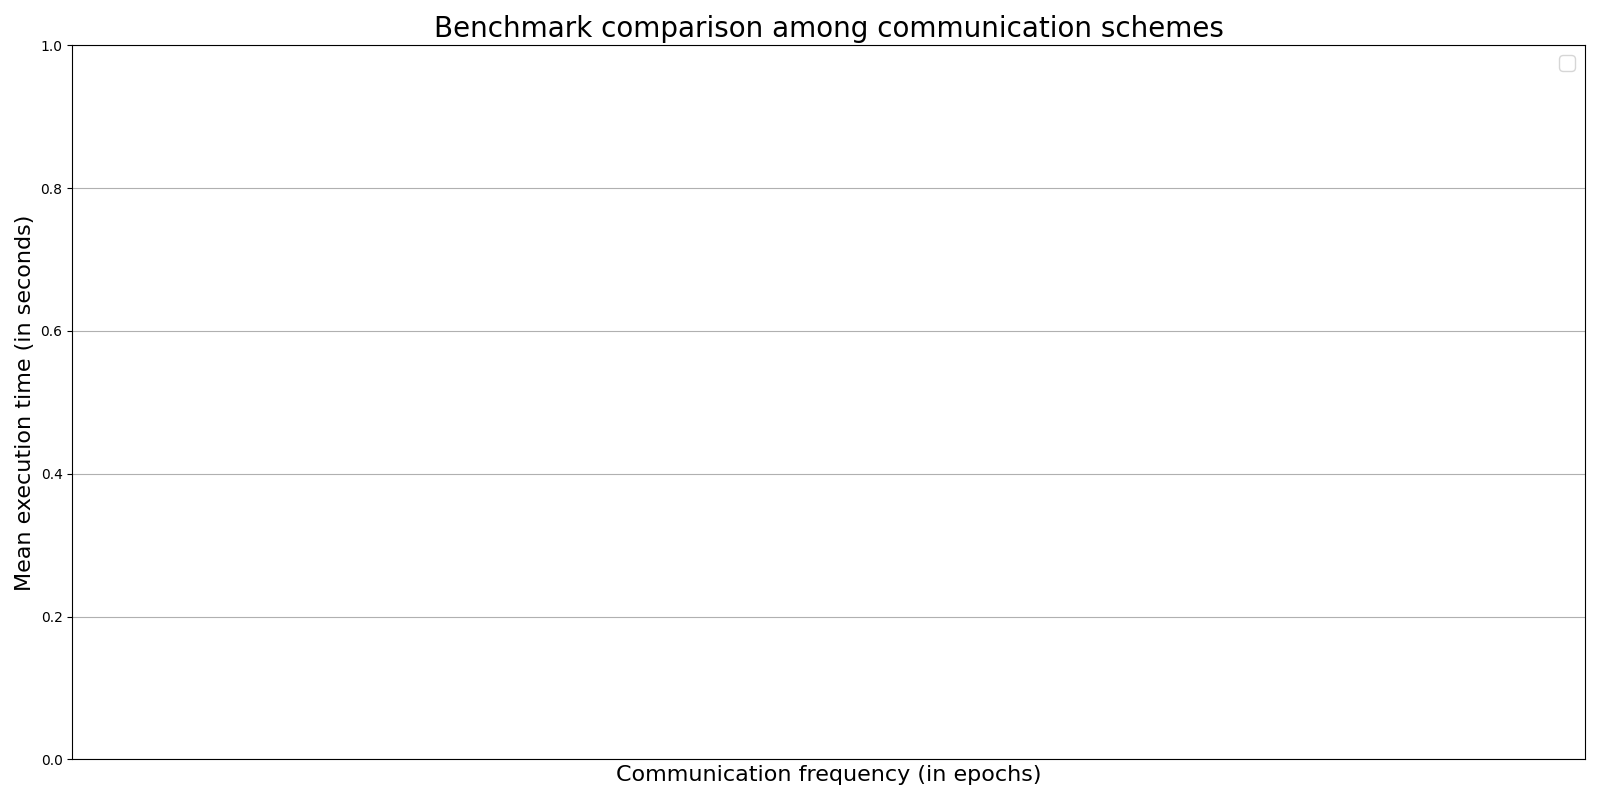 Benchmark comparison among communication schemes
1.0
0.8
0.6
0.4
0.2
0.0
Mean execution time (in seconds)
Communication frequency (in epochs)